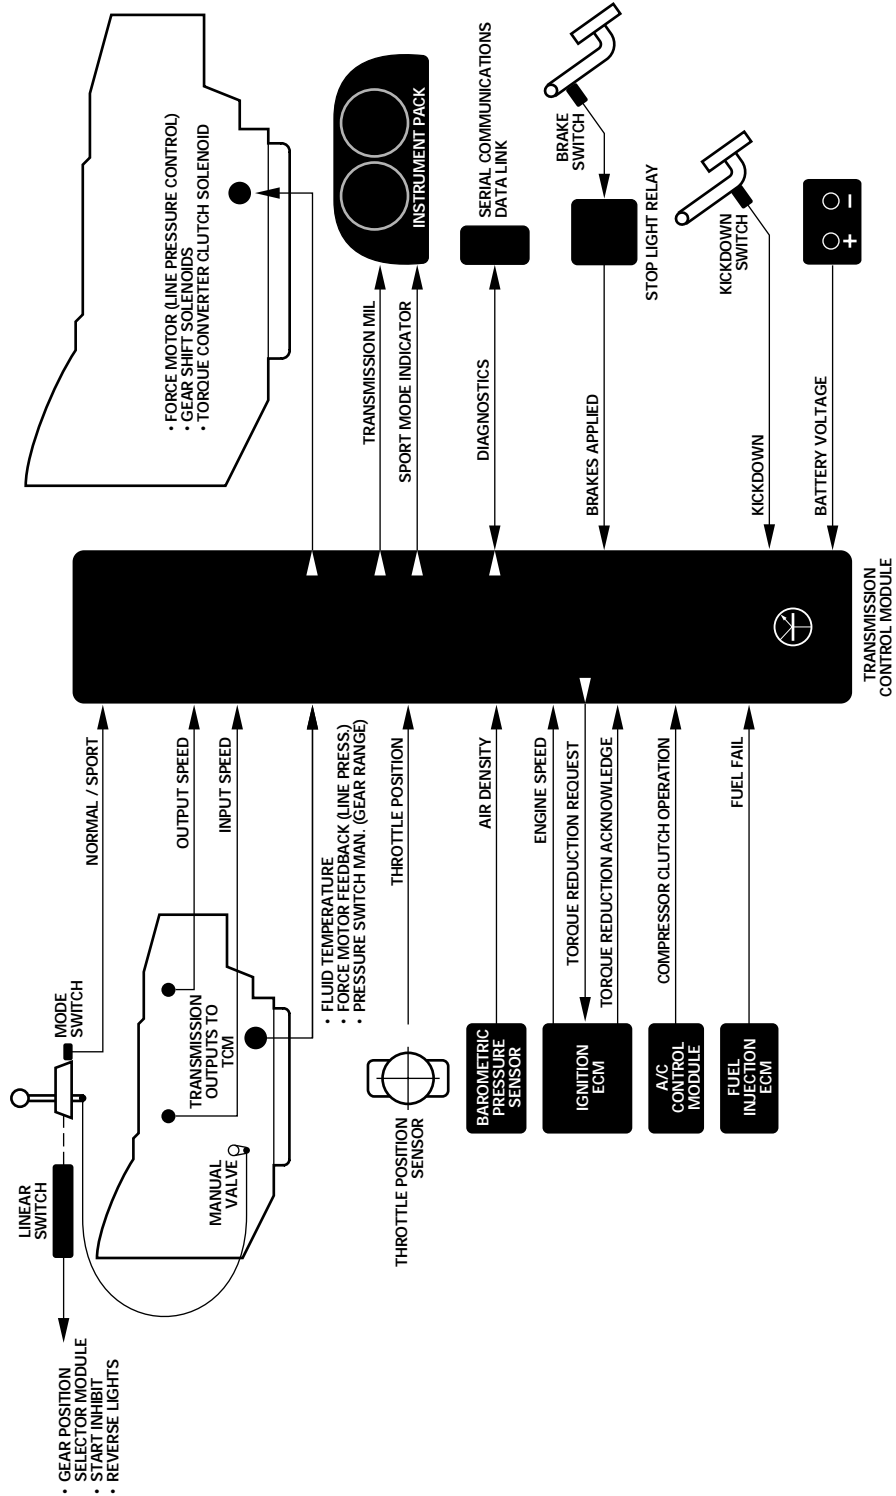 · GEAR POSITION
SELECTOR MODULE
· START INHIBIT
· REVERSE LIGHTS
LINEAR
SWITCH
MODE
SWITCH
NORMAL / SPORT
MANUAL
VALVE
TRANSMISSION
OUTPUTS TO
TCM
OUTPUT SPEED
INPUT SPEED
· FLUID TEMPERATURE
· FORCE MOTOR FEEDBACK (LINE PRESS.)
· PRESSURE SWITCH MAN. (GEAR RANGE)
THROTTLE POSITION
SENSOR
THROTTLE POSITION
BAROMETRIC
PRESSURE
SENSOR
AIR DENSITY
IGNITION
ECM
ENGINE SPEED
TORQUE REDUCTION REQUEST
TORQUE REDUCTION ACKNOWLEDGE
A/C
CONTROL
MODULE
COMPRESSOR CLUTCH OPERATION
FUEL
INJECTION
ECM
FUEL FAIL
TRANSMISSION
CONTROL MODULE
· FORCE MOTOR (LINE PRESSURE CONTROL)
· GEAR SHIFT SOLENOIDS
· TORQUE CONVERTER CLUTCH SOLENOID
TRANSMISSION MIL
SPORT MODE INDICATOR
INSTRUMENT PACK
DIAGNOSTICS
SERIAL COMMUNICATIONS
DATA LINK
BRAKES APPLIED
STOP LIGHT RELAY
BRAKE
SWITCH
KICKDOWN
KICKDOWN
SWITCH
BATTERY VOLTAGE
+ –